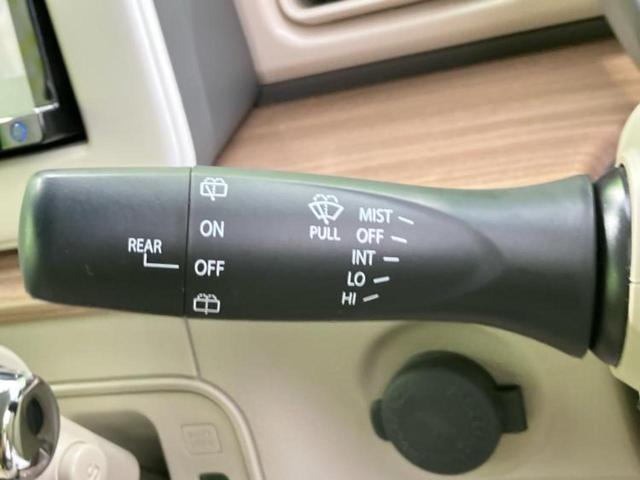 REAR
ON
OFF
PULL
MIST
OFF
INT
LO
HI